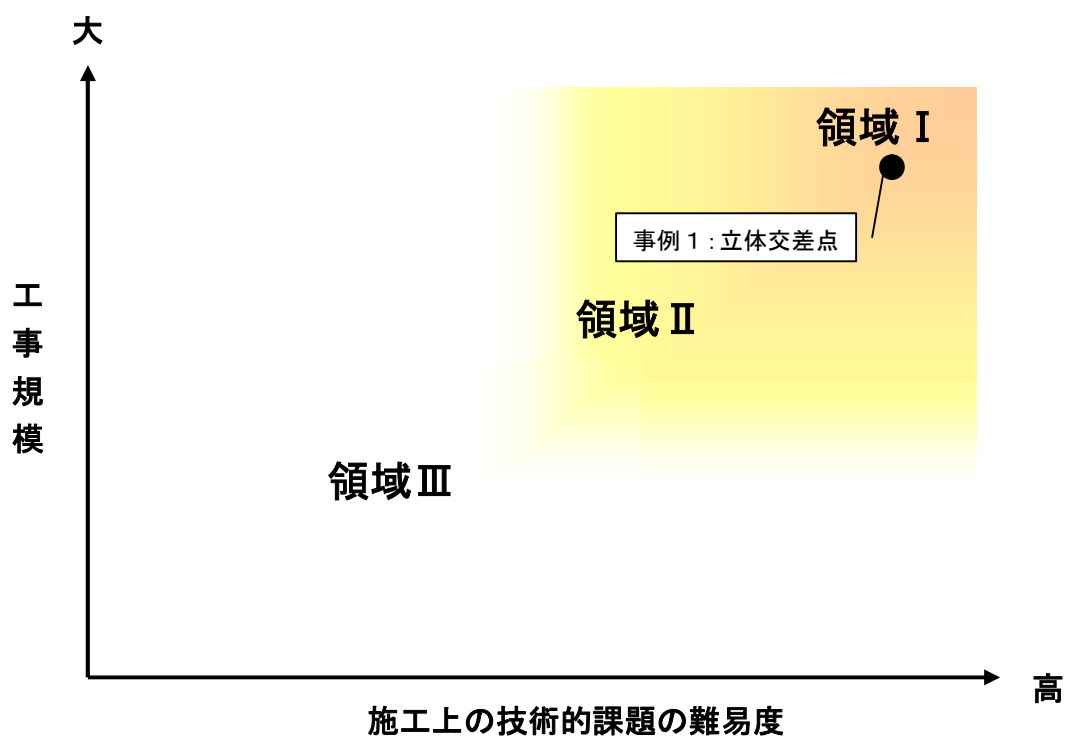 大
領域Ⅰ
事例１：立体交差点
工事規模
領域Ⅱ
領域Ⅲ
高
施工上の技術的課題の難易度